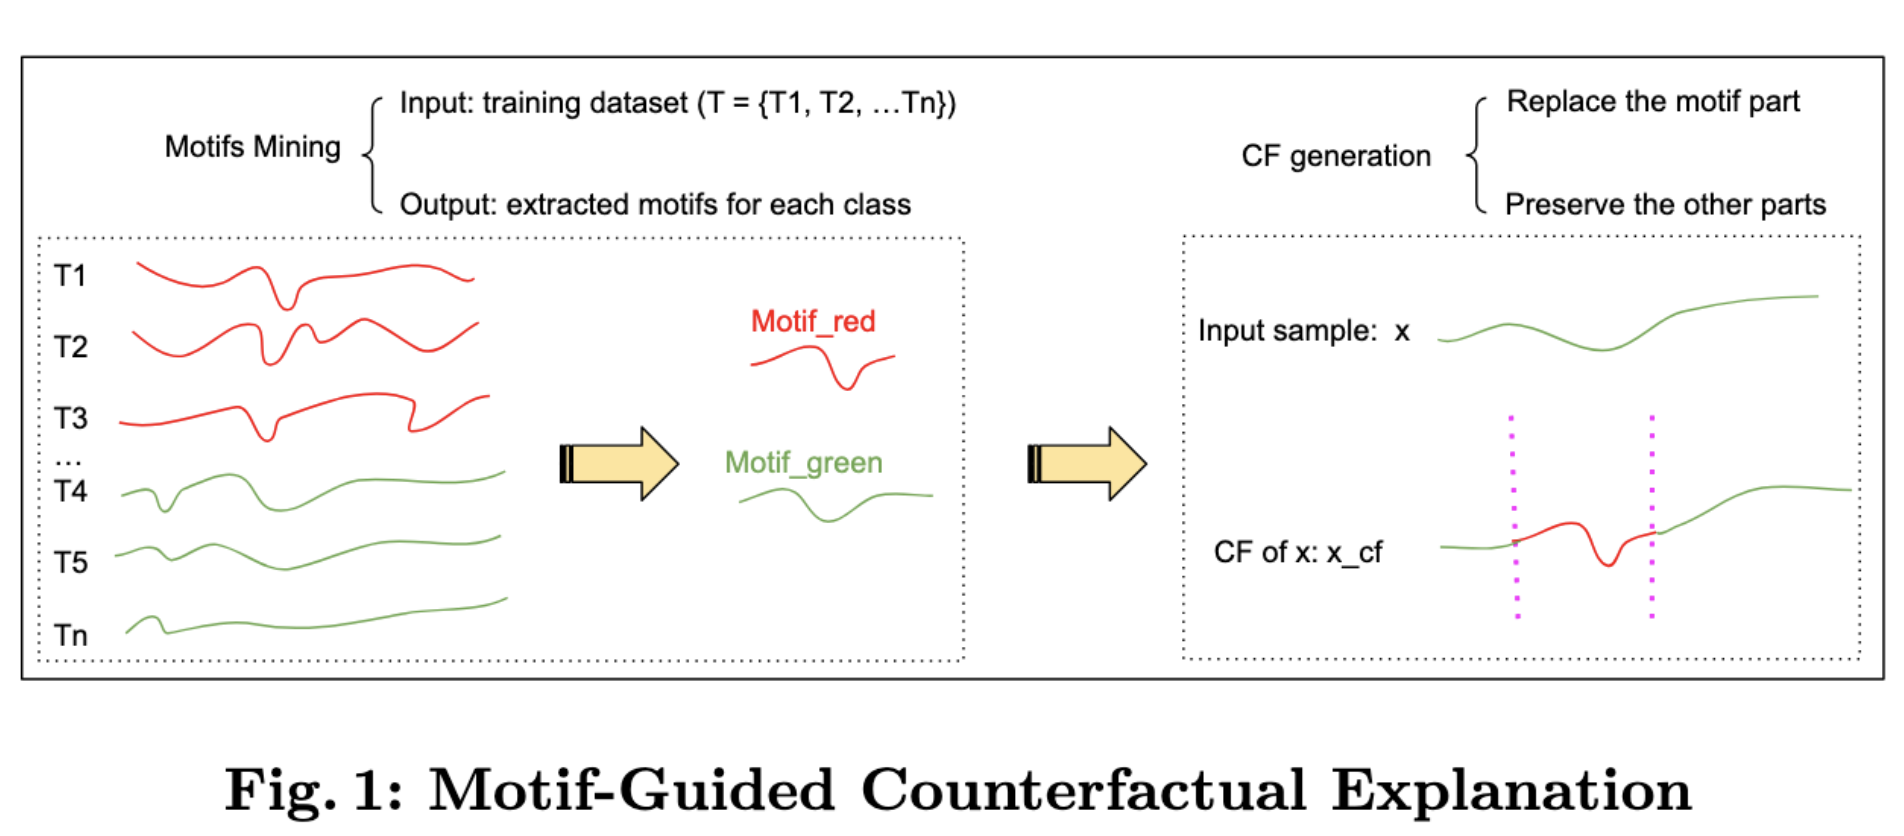 Motifs Mining
Input: training dataset (T = {T1, T2, …Tn})
Output: extracted motifs for each class
CF generation
Replace the motif part
Preserve the other parts
T1
T2
T3
...
T4
T5
Tn
Motif_red
Motif_green
Input sample: x
CF of x: x_cf
Fig. 1: Motif-Guided Counterfactual Explanation